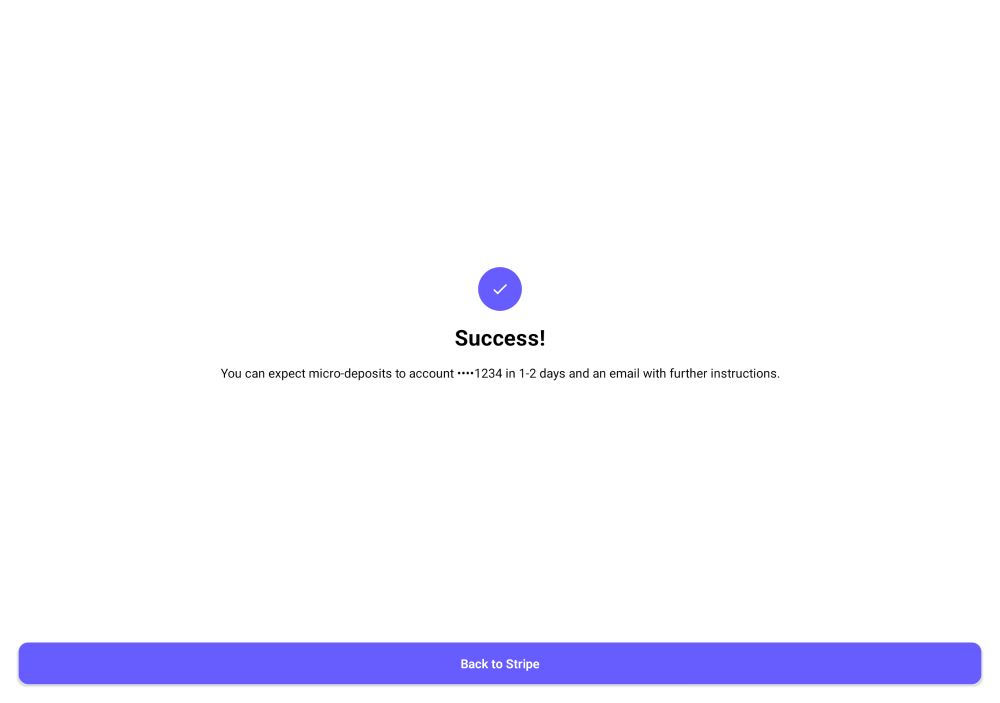 Success!
You can expect micro-deposits to account ••••1234 in 1-2 days and an email with further instructions.
Back to Stripe